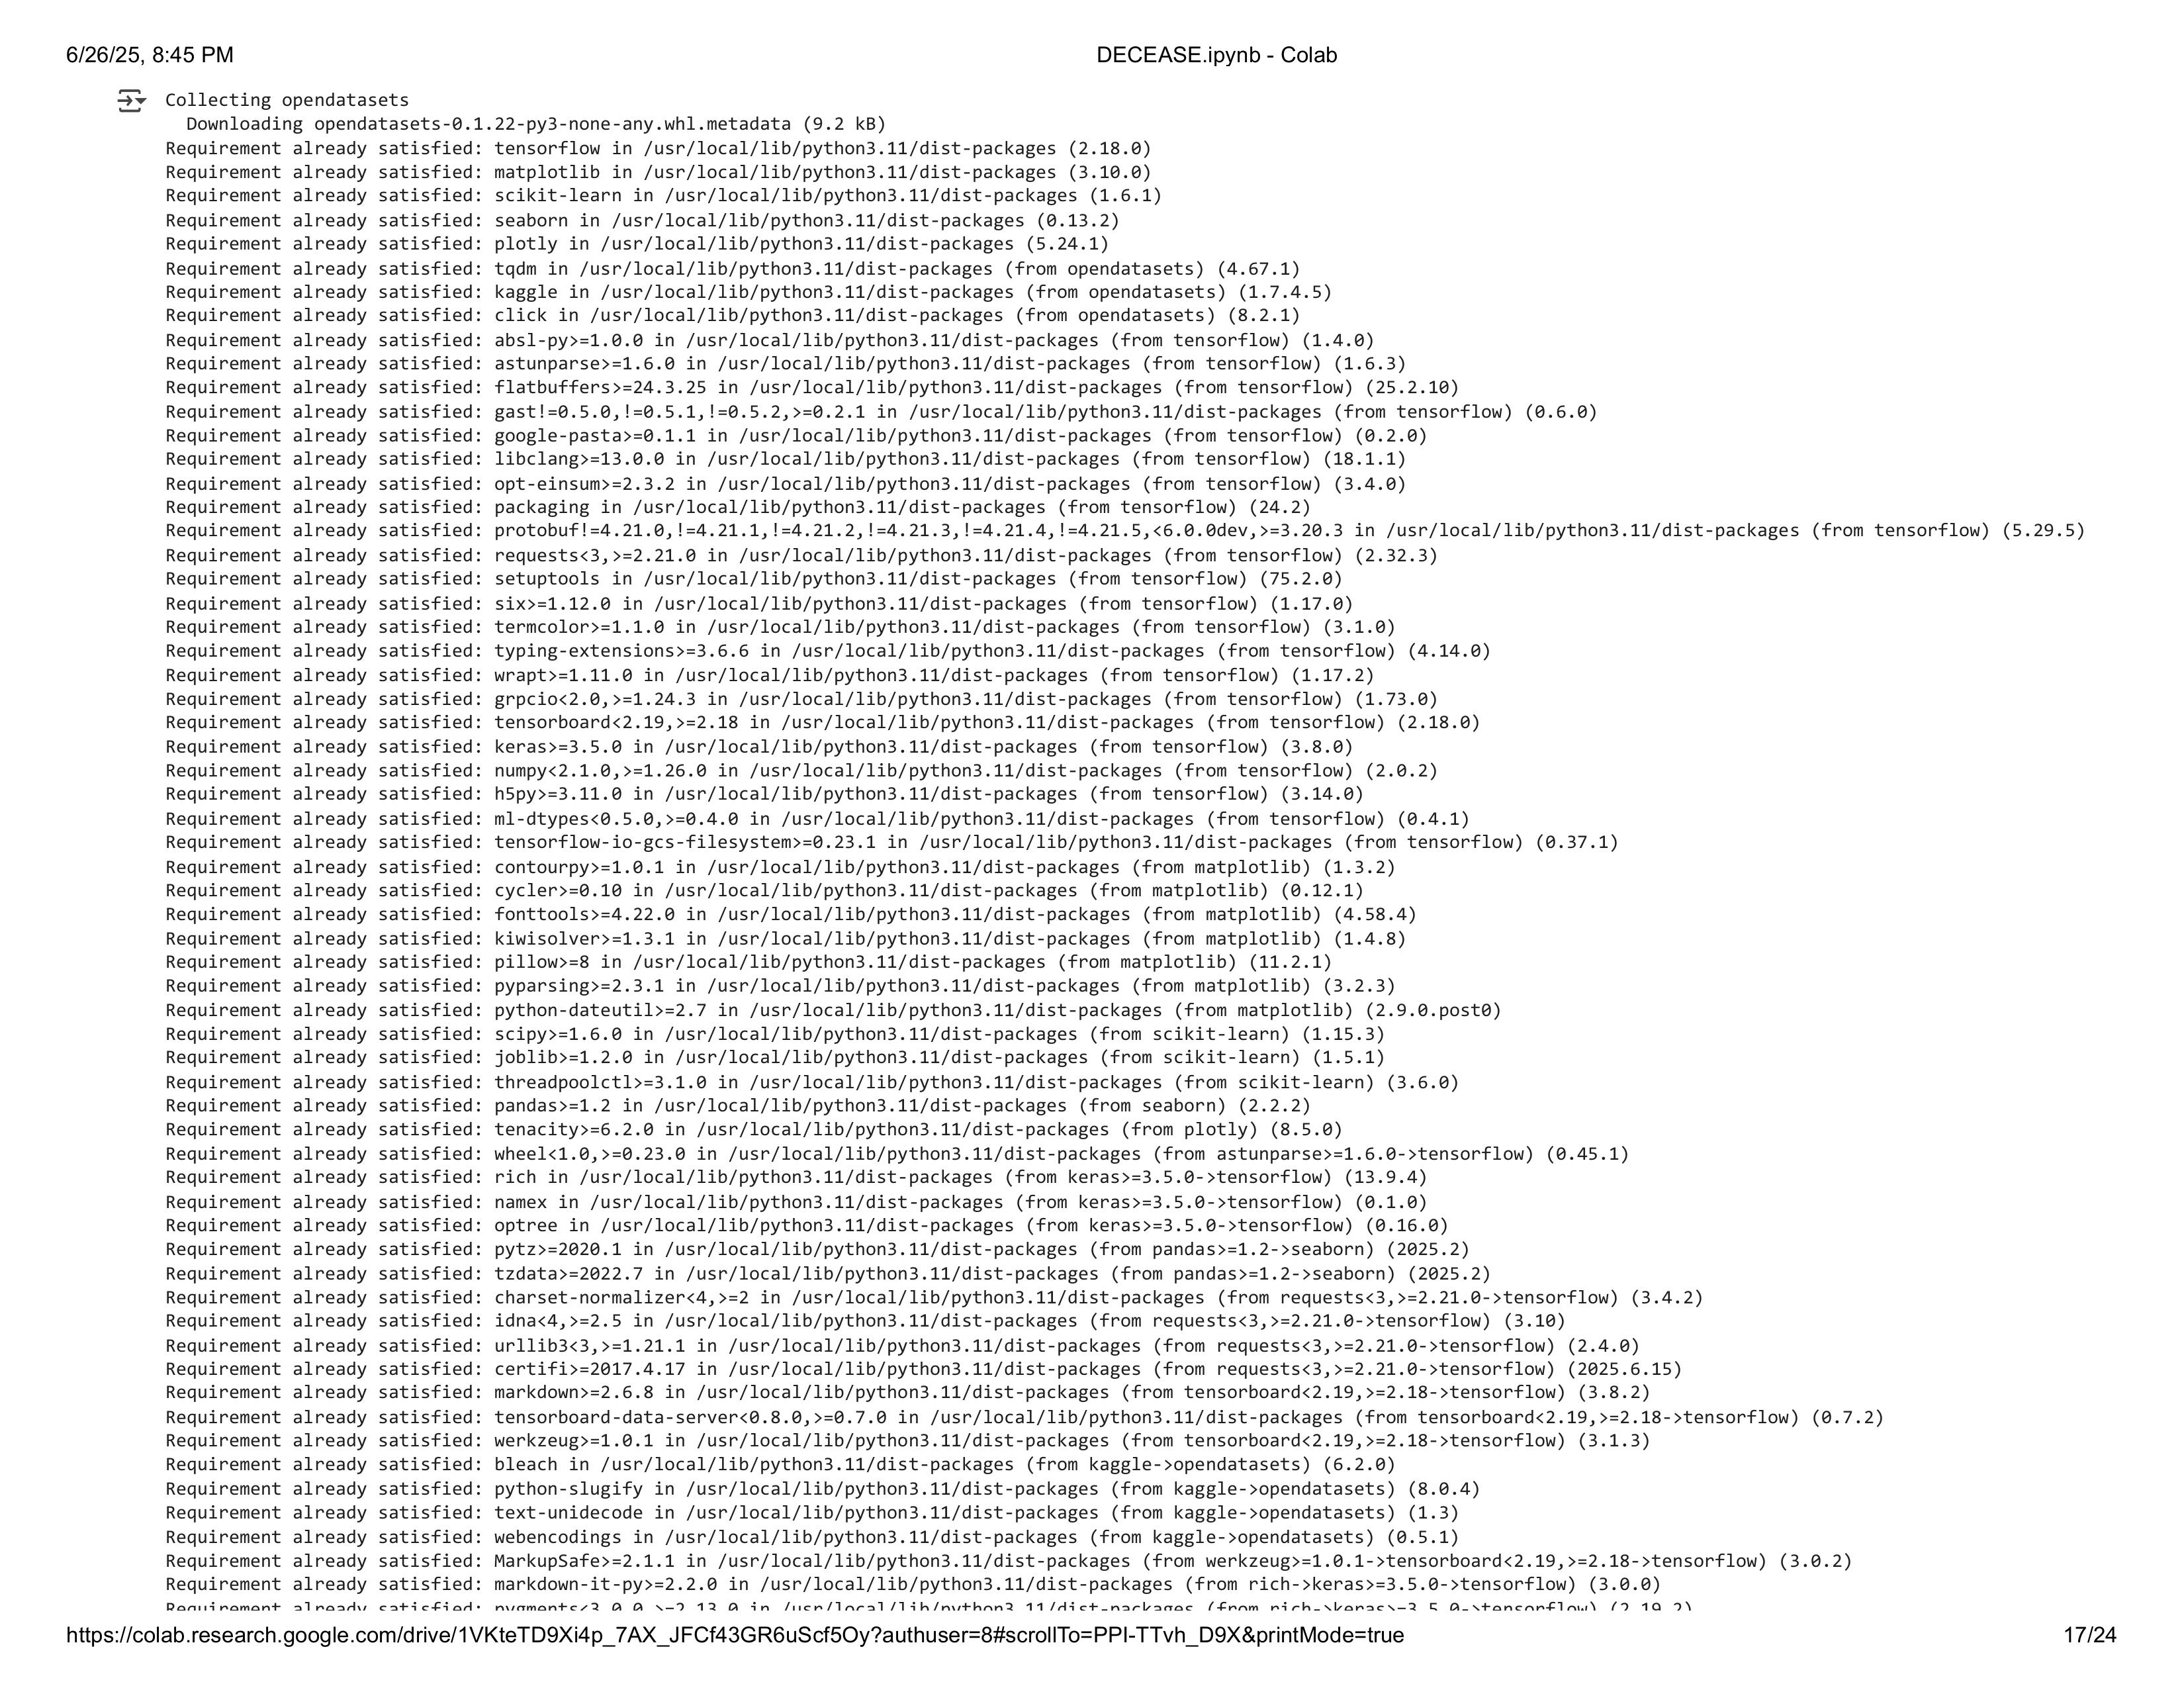 6/26/25, 8:45 PM
DECEASE.ipynb - Colab
Collecting opendatasets
Downloading opendatasets-0.1.22-py3-none-any.whl.metadata (9.2 kB)
Requirement already satisfied: tensorflow in /usr/local/lib/python3.11/dist-packages (2.18.0)
Requirement already satisfied: matplotlib in /usr/local/lib/python3.11/dist-packages (3.10.0)
Requirement already satisfied: scikit-learn in /usr/local/lib/python3.11/dist-packages (1.6.1)
Requirement already satisfied: seaborn in /usr/local/lib/python3.11/dist-packages (0.13.2)
Requirement already satisfied: plotly in /usr/local/lib/python3.11/dist-packages (5.24.1)
Requirement already satisfied: tqdm in /usr/local/lib/python3.11/dist-packages (from opendatasets) (4.67.1)
Requirement already satisfied: kaggle in /usr/local/lib/python3.11/dist-packages (from opendatasets) (1.7.4.5)
Requirement already satisfied: click in /usr/local/lib/python3.11/dist-packages (from opendatasets) (8.2.1)
Requirement already satisfied: absl-py>=1.0.0 in /usr/local/lib/python3.11/dist-packages (from tensorflow) (1.4.0)
Requirement already satisfied: astunparse>=1.6.0 in /usr/local/lib/python3.11/dist-packages (from tensorflow) (1.6.3)
Requirement already satisfied: flatbuffers>=24.3.25 in /usr/local/lib/python3.11/dist-packages (from tensorflow) (25.2.10)
Requirement already satisfied: gast!=0.5.0,!=0.5.1,!=0.5.2,>=0.2.1 in /usr/local/lib/python3.11/dist-packages (from tensorflow) (0.6.0)
Requirement already satisfied: google-pasta>=0.1.1 in /usr/local/lib/python3.11/dist-packages (from tensorflow) (0.2.0)
Requirement already satisfied: libclang>=13.0.0 in /usr/local/lib/python3.11/dist-packages (from tensorflow) (18.1.1)
Requirement already satisfied: opt-einsum>=2.3.2 in /usr/local/lib/python3.11/dist-packages (from tensorflow) (3.4.0)
Requirement already satisfied: packaging in /usr/local/lib/python3.11/dist-packages (from tensorflow) (24.2)
Requirement already satisfied: protobuf!=4.21.0,!=4.21.1,!=4.21.2,!=4.21.3,!=4.21.4,!=4.21.5,<6.0.0dev,>=3.20.3 in /usr/local/lib/python3.11/dist-packages (from tensorflow) (5.29.5)
Requirement already satisfied: requests<3,>=2.21.0 in /usr/local/lib/python3.11/dist-packages (from tensorflow) (2.32.3)
Requirement already satisfied: setuptools in /usr/local/lib/python3.11/dist-packages (from tensorflow) (75.2.0)
Requirement already satisfied: six>=1.12.0 in /usr/local/lib/python3.11/dist-packages (from tensorflow) (1.17.0)
Requirement already satisfied: termcolor>=1.1.0 in /usr/local/lib/python3.11/dist-packages (from tensorflow) (3.1.0)
Requirement already satisfied: typing-extensions>=3.6.6 in /usr/local/lib/python3.11/dist-packages (from tensorflow) (4.14.0)
Requirement already satisfied: wrapt>=1.11.0 in /usr/local/lib/python3.11/dist-packages (from tensorflow) (1.17.2)
Requirement already satisfied: grpcio<2.0,>=1.24.3 in /usr/local/lib/python3.11/dist-packages (from tensorflow) (1.73.0)
Requirement already satisfied: tensorboard<2.19,>=2.18 in /usr/local/lib/python3.11/dist-packages (from tensorflow) (2.18.0)
Requirement already satisfied: keras>=3.5.0 in /usr/local/lib/python3.11/dist-packages (from tensorflow) (3.8.0)
Requirement already satisfied: numpy<2.1.0,>=1.26.0 in /usr/local/lib/python3.11/dist-packages (from tensorflow) (2.0.2)
Requirement already satisfied: h5py>=3.11.0 in /usr/local/lib/python3.11/dist-packages (from tensorflow) (3.14.0)
Requirement already satisfied: ml-dtypes<0.5.0,>=0.4.0 in /usr/local/lib/python3.11/dist-packages (from tensorflow) (0.4.1)
Requirement already satisfied: tensorflow-io-gcs-filesystem>=0.23.1 in /usr/local/lib/python3.11/dist-packages (from tensorflow) (0.37.1)
Requirement already satisfied: contourpy>=1.0.1 in /usr/local/lib/python3.11/dist-packages (from matplotlib) (1.3.2)
Requirement already satisfied: cycler>=0.10 in /usr/local/lib/python3.11/dist-packages (from matplotlib) (0.12.1)
Requirement already satisfied: fonttools>=4.22.0 in /usr/local/lib/python3.11/dist-packages (from matplotlib) (4.58.4)
Requirement already satisfied: kiwisolver>=1.3.1 in /usr/local/lib/python3.11/dist-packages (from matplotlib) (1.4.8)
Requirement already satisfied: pillow>=8 in /usr/local/lib/python3.11/dist-packages (from matplotlib) (11.2.1)
Requirement already satisfied: pyparsing>=2.3.1 in /usr/local/lib/python3.11/dist-packages (from matplotlib) (3.2.3)
Requirement already satisfied: python-dateutil>=2.7 in /usr/local/lib/python3.11/dist-packages (from matplotlib) (2.9.0.post0)
Requirement already satisfied: scipy>=1.6.0 in /usr/local/lib/python3.11/dist-packages (from scikit-learn) (1.15.3)
Requirement already satisfied: joblib>=1.2.0 in /usr/local/lib/python3.11/dist-packages (from scikit-learn) (1.5.1)
Requirement already satisfied: threadpoolctl>=3.1.0 in /usr/local/lib/python3.11/dist-packages (from scikit-learn) (3.6.0)
Requirement already satisfied: pandas>=1.2 in /usr/local/lib/python3.11/dist-packages (from seaborn) (2.2.2)
Requirement already satisfied: tenacity>=6.2.0 in /usr/local/lib/python3.11/dist-packages (from plotly) (8.5.0)
Requirement already satisfied: wheel<1.0,>=0.23.0 in /usr/local/lib/python3.11/dist-packages (from astunparse>=1.6.0->tensorflow) (0.45.1)
Requirement already satisfied: rich in /usr/local/lib/python3.11/dist-packages (from keras>=3.5.0->tensorflow) (13.9.4)
Requirement already satisfied: namex in /usr/local/lib/python3.11/dist-packages (from keras>=3.5.0->tensorflow) (0.1.0)
Requirement already satisfied: optree in /usr/local/lib/python3.11/dist-packages (from keras>=3.5.0->tensorflow) (0.16.0)
Requirement already satisfied: pytz>=2020.1 in /usr/local/lib/python3.11/dist-packages (from pandas>=1.2->seaborn) (2025.2)
Requirement already satisfied: tzdata>=2022.7 in /usr/local/lib/python3.11/dist-packages (from pandas>=1.2->seaborn) (2025.2)
Requirement already satisfied: charset-normalizer<4,>=2 in /usr/local/lib/python3.11/dist-packages (from requests<3,>=2.21.0->tensorflow) (3.4.2)
Requirement already satisfied: idna<4,>=2.5 in /usr/local/lib/python3.11/dist-packages (from requests<3,>=2.21.0->tensorflow) (3.10)
Requirement already satisfied: urllib3<3,>=1.21.1 in /usr/local/lib/python3.11/dist-packages (from requests<3,>=2.21.0->tensorflow) (2.4.0)
Requirement already satisfied: certifi>=2017.4.17 in /usr/local/lib/python3.11/dist-packages (from requests<3,>=2.21.0->tensorflow) (2025.6.15)
Requirement already satisfied: markdown>=2.6.8 in /usr/local/lib/python3.11/dist-packages (from tensorboard<2.19,>=2.18->tensorflow) (3.8.2)
Requirement already satisfied: tensorboard-data-server<0.8.0,>=0.7.0 in /usr/local/lib/python3.11/dist-packages (from tensorboard<2.19,>=2.18->tensorflow) (0.7.2)
Requirement already satisfied: werkzeug>=1.0.1 in /usr/local/lib/python3.11/dist-packages (from tensorboard<2.19,>=2.18->tensorflow) (3.1.3)
Requirement already satisfied: bleach in /usr/local/lib/python3.11/dist-packages (from kaggle->opendatasets) (6.2.0)
Requirement already satisfied: python-slugify in /usr/local/lib/python3.11/dist-packages (from kaggle->opendatasets) (8.0.4)
Requirement already satisfied: text-unidecode in /usr/local/lib/python3.11/dist-packages (from kaggle->opendatasets) (1.3)
Requirement already satisfied: webencodings in /usr/local/lib/python3.11/dist-packages (from kaggle->opendatasets) (0.5.1)
Requirement already satisfied: MarkupSafe>=2.1.1 in /usr/local/lib/python3.11/dist-packages (from werkzeug>=1.0.1->tensorboard<2.19,>=2.18->tensorflow) (3.0.2)
Requirement already satisfied: markdown-it-py>=2.2.0 in /usr/local/lib/python3.11/dist-packages (from rich->keras>=3.5.0->tensorflow) (3.0.0)
Requirement already satisfied: pygments<3.0.0,>=2.13.0 in /usr/local/lib/python3.11/dist-packages (from rich->keras>=3.5.0->tensorflow) (2.19.2)
https://colab.research.google.com/drive/1VKteTD9Xi4p_7AX_JFCf43GR6uScf5Oy?authuser=8#scrollTo=PPI-TTvh_D9X&printMode=true
17/24